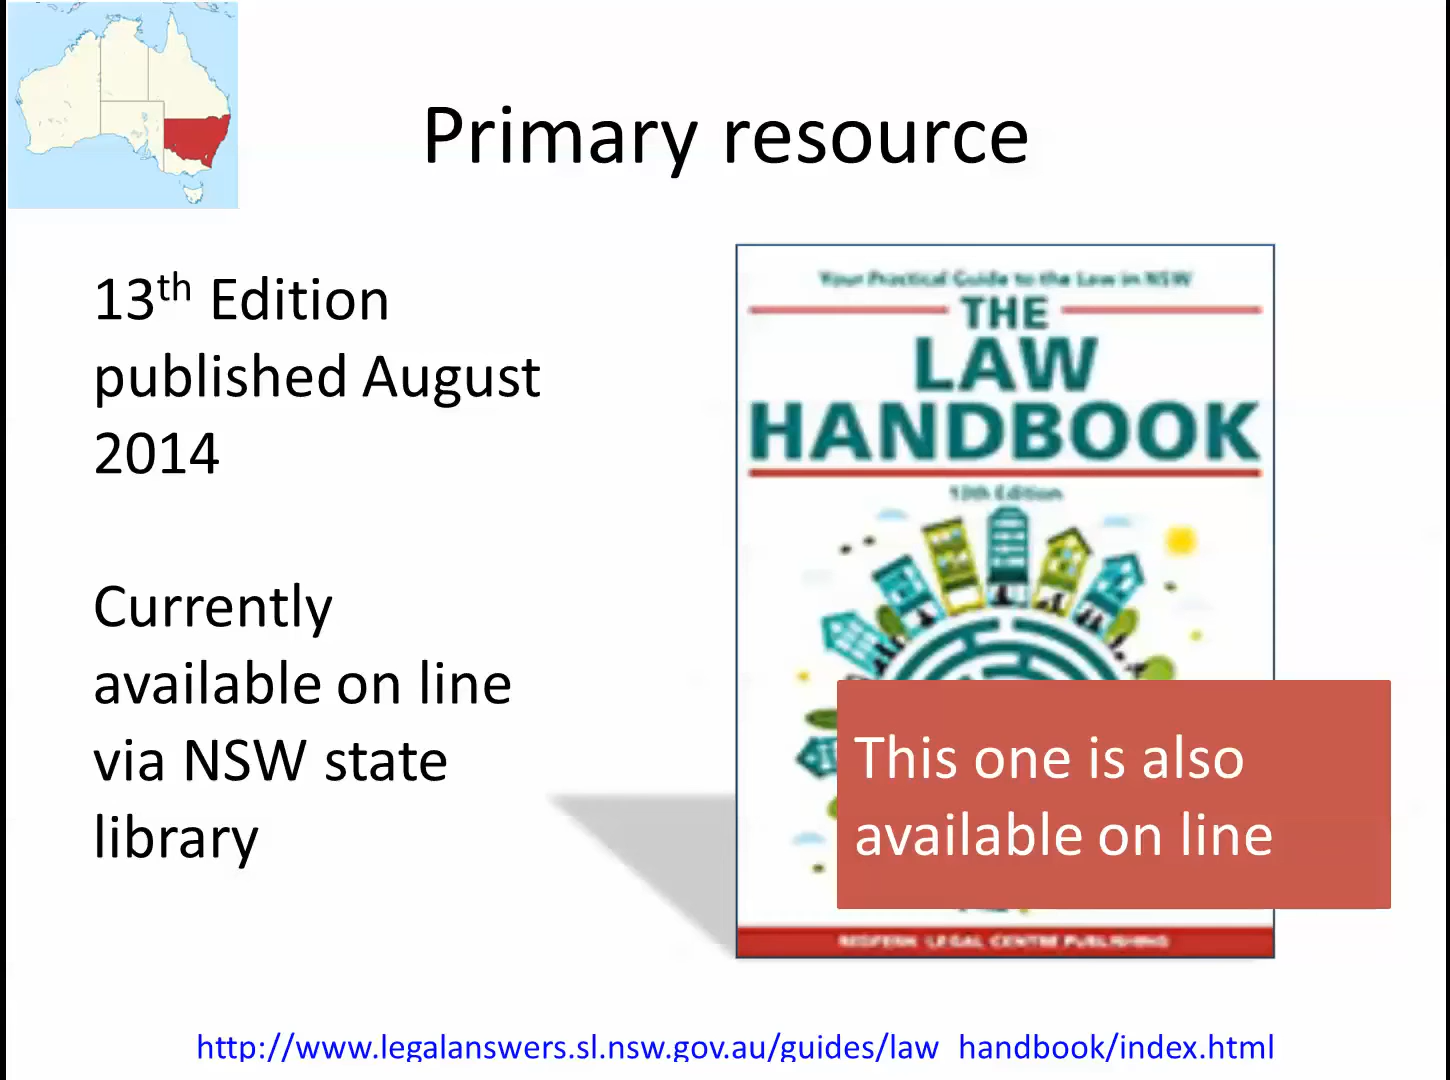 Primary resource
13th Edition
published August
2014
Currently
available on line
via NSW state
library
Your Practical Guide to the Law in NSW
THE
LAW
HANDBOOK
13th Edition
This one is also
available on line
REDFERN LEGAL CENTRE PUBLISHING
http://www.legalanswers.sl.nsw.gov.au/guides/law_handbook/index.html